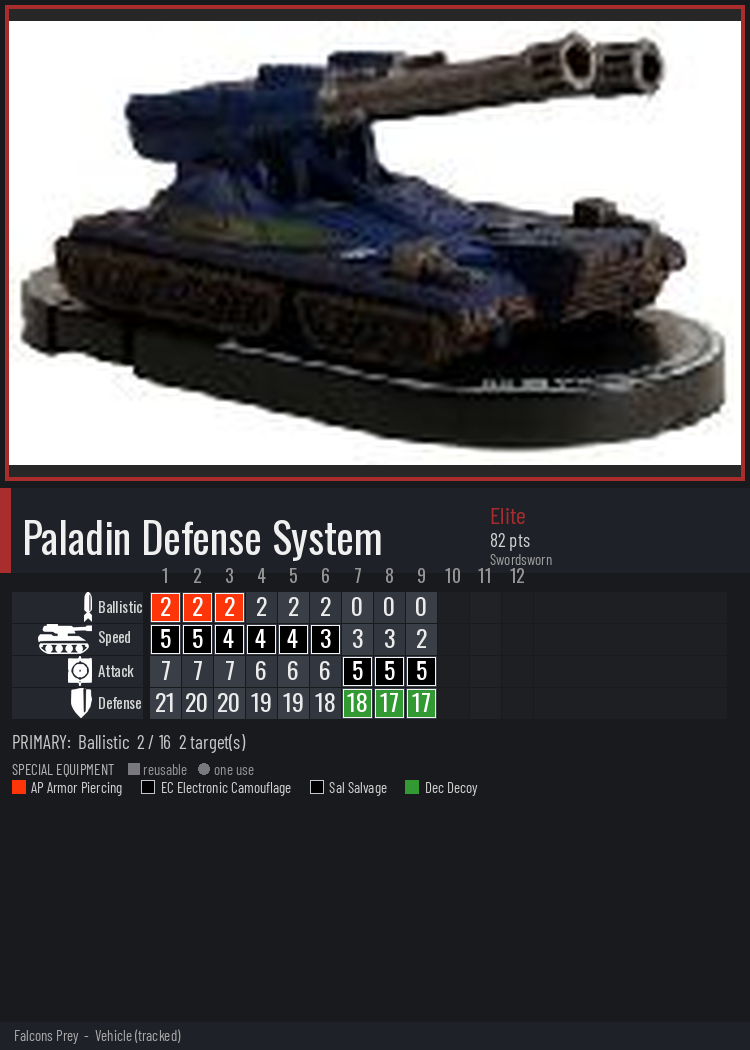 Paladin Defense System
Elite
82 pts
Swordsworn
1 2 3 4 5 6 7 8 9 10 11 12
Ballistic 2 2 2 2 2 2 0 0 0
Speed 5 5 4 4 4 3 3 3 2
Attack 7 7 7 6 6 6 5 5 5
Defense 21 20 20 19 19 18 18 17 17
PRIMARY: Ballistic 2 / 16 2 target(s)
SPECIAL EQUIPMENT reusable one use
AP Armor Piercing EC Electronic Camouflage Sal Salvage Dec Decoy
Falcons Prey - Vehicle (tracked)